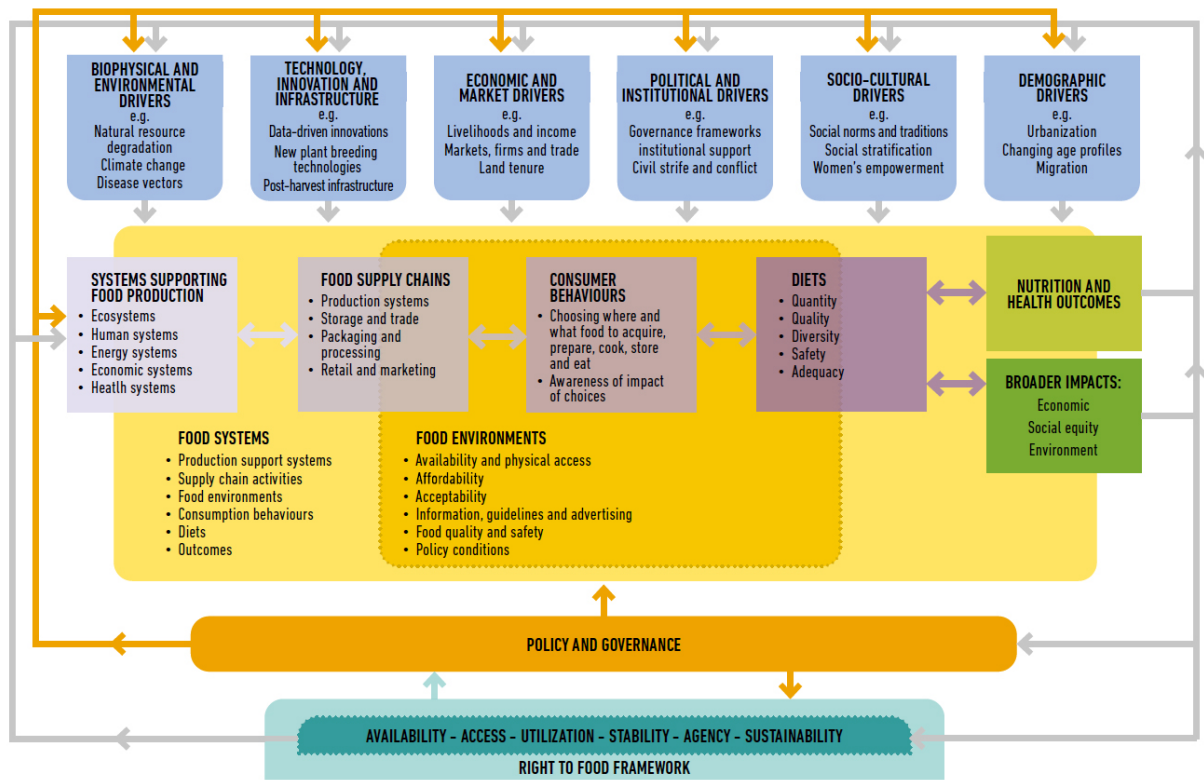 BIOPHYSICAL AND
ENVIRONMENTAL
DRIVERS
e.g.
Natural resource
degradation
Climate change
Disease vectors
TECHNOLOGY,
INNOVATION AND
INFRASTRUCTURE
e.g.
Data-driven innovations
New plant breeding
technologies
Post-harvest infrastructure
ECONOMIC AND
MARKET DRIVERS
e.g.
Livelihoods and income
Markets, firms and trade
Land tenure
POLITICAL AND
INSTITUTIONAL DRIVERS
e.g.
Governance frameworks
institutional support
Civil strife and conflict
SOCIO-CULTURAL
DRIVERS
e.g.
Social norms and traditions
Social stratification
Women's empowerment
DEMOGRAPHIC
DRIVERS
e.g.
Urbanization
Changing age profiles
Migration
SYSTEMS SUPPORTING
FOOD PRODUCTION
• Ecosystems
• Human systems
• Energy systems
• Economic systems
• Heatlh systems
FOOD SUPPLY CHAINS
• Production systems
• Storage and trade
• Packaging and
processing
• Retail and marketing
CONSUMER
BEHAVIOURS
• Choosing where and
what food to acquire,
prepare, cook, store
and eat
• Awareness of impact
of choices
DIETS
• Quantity
• Quality
• Diversity
• Safety
• Adequacy
NUTRITION AND
HEALTH OUTCOMES
BROADER IMPACTS:
Economic
Social equity
Environment
FOOD SYSTEMS
• Production support systems
• Supply chain activities
• Food environments
• Consumption behaviours
• Diets
• Outcomes
FOOD ENVIRONMENTS
• Availability and physical access
• Affordability
• Acceptability
• Information, guidelines and advertising
• Food quality and safety
• Policy conditions
POLICY AND GOVERNANCE
AVAILABILITY – ACCESS – UTILIZATION – STABILITY – AGENCY – SUSTAINABILITY
RIGHT TO FOOD FRAMEWORK